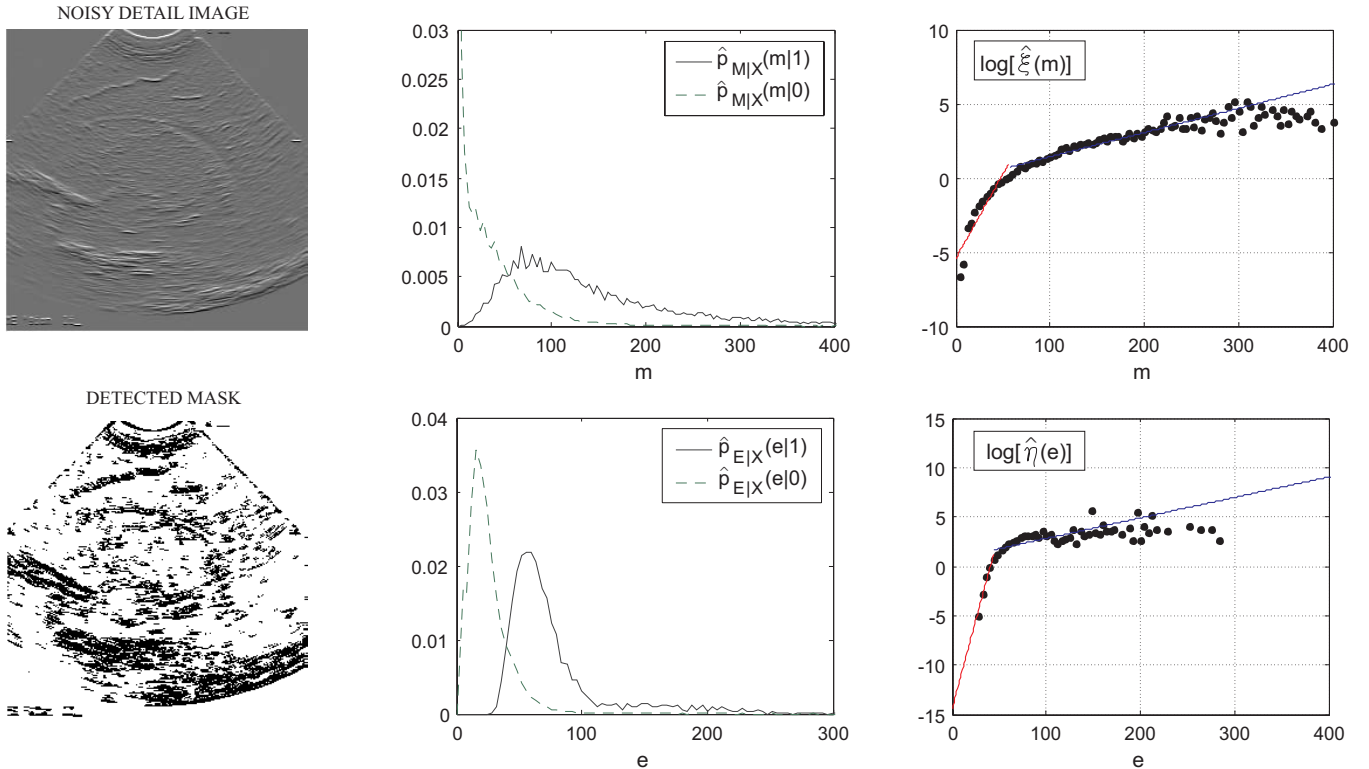 NOISY DETAIL IMAGE
0.03
0.025
0.02
0.015
0.01
0.005
0
0 100 200 300 400
m
p̂_{M|X}(m|1)
p̂_{M|X}(m|0)
10
5
0
-5
-10
0 100 200 300 400
m
log[ξ̂(m)]
DETECTED MASK
0.04
0.03
0.02
0.01
0
0 100 200 300
e
p̂_{E|X}(e|1)
p̂_{E|X}(e|0)
15
10
5
0
-5
-10
-15
0 100 200 300 400
e
log[η̂(e)]